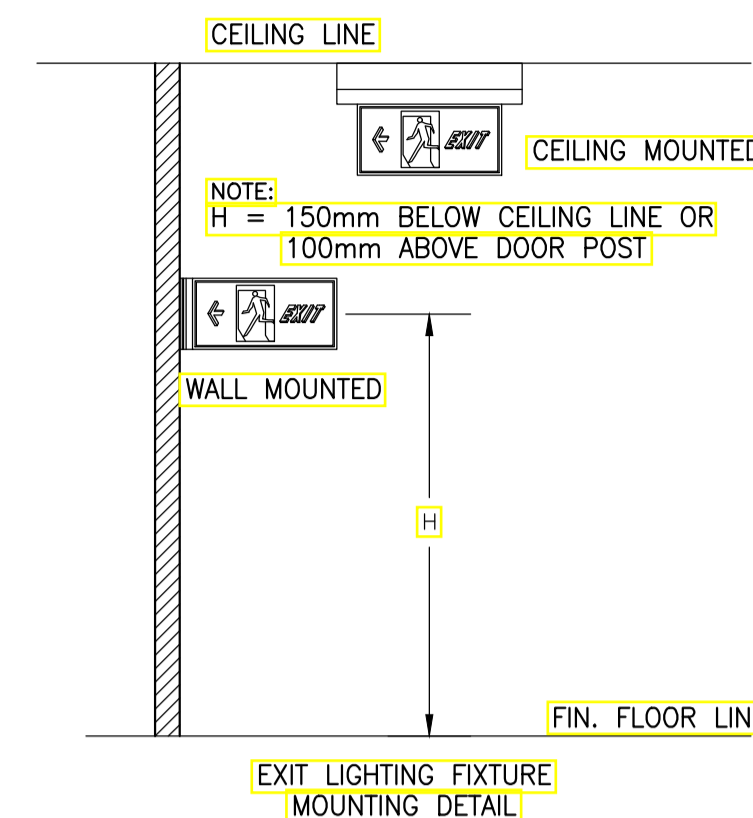 CEILING LINE
EXIT
CEILING MOUNTED
NOTE:
H = 150mm BELOW CEILING LINE OR
100mm ABOVE DOOR POST
EXIT
WALL MOUNTED
H
FIN. FLOOR LIN
EXIT LIGHTING FIXTURE
MOUNTING DETAIL